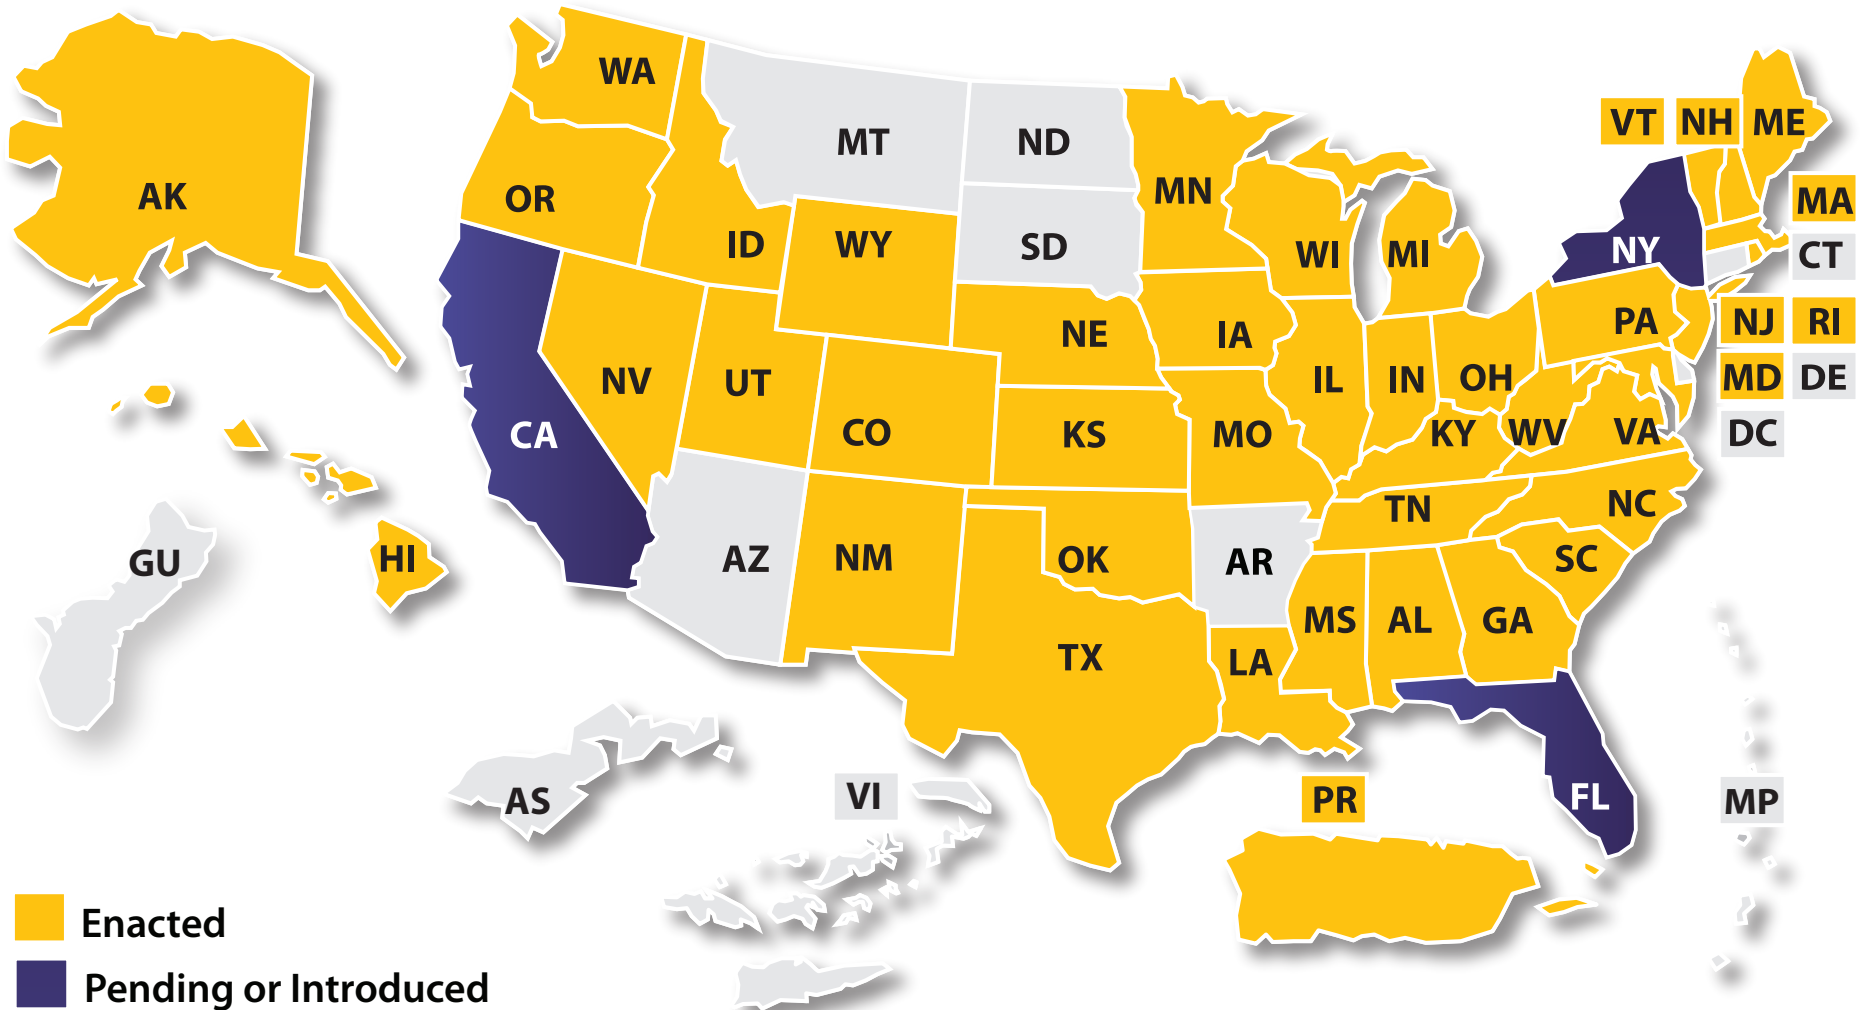 WA
VT NH ME
MT ND
AK OR MN MA
ID WY SD WI MI NY CT
NE IA PA NJ RI
NV UT IL IN OH MD DE
CA CO KS MO KY WV VA DC
TN NC
GU HI AZ NM OK AR SC
MS AL GA
TX LA
AS VI PR FL MP
Enacted
Pending or Introduced